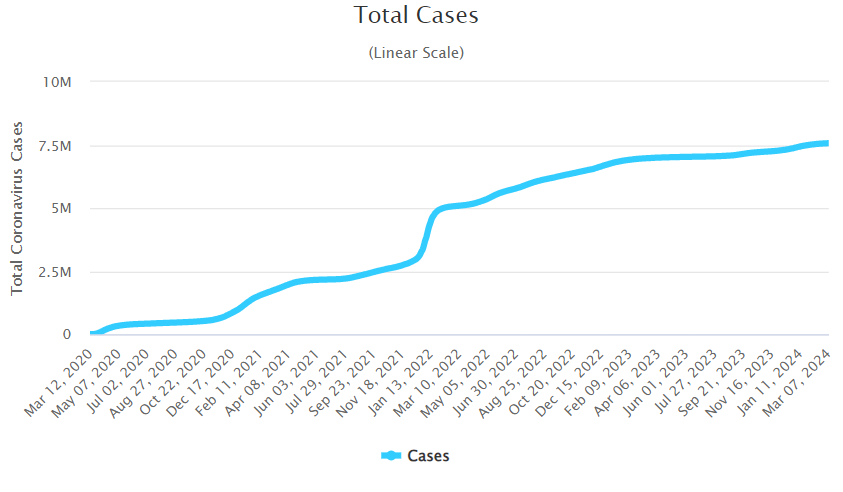 Total Cases
(Linear Scale)
Total Coronavirus Cases
10M
7.5M
5M
2.5M
0
Mar 12, 2020
May 07, 2020
Jul 02, 2020
Aug 27, 2020
Oct 22, 2020
Dec 17, 2020
Feb 11, 2021
Apr 08, 2021
Jun 03, 2021
Jul 29, 2021
Sep 23, 2021
Nov 18, 2021
Jan 13, 2022
Mar 10, 2022
May 05, 2022
Jun 30, 2022
Aug 25, 2022
Oct 20, 2022
Dec 15, 2022
Feb 09, 2023
Apr 06, 2023
Jun 01, 2023
Jul 27, 2023
Sep 21, 2023
Nov 16, 2023
Jan 11, 2024
Mar 07, 2024
Cases